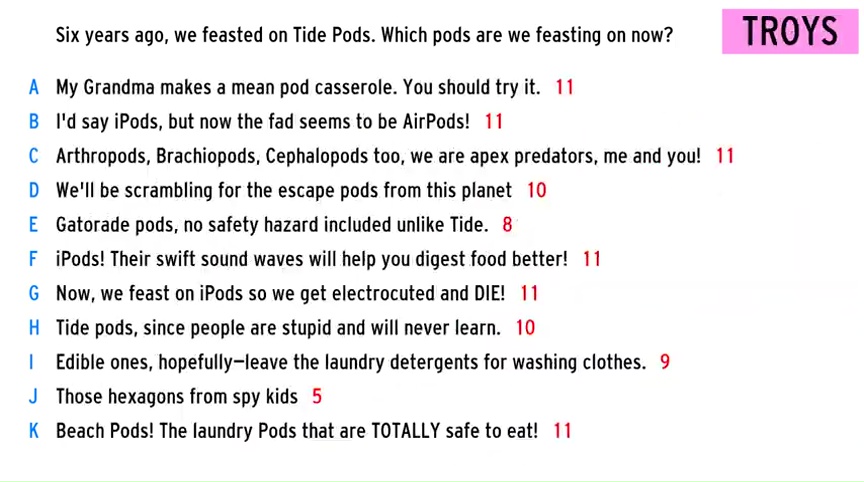 Six years ago, we feasted on Tide Pods. Which pods are we feasting on now?
TROYS
A My Grandma makes a mean pod casserole. You should try it. 11
B I'd say iPods, but now the fad seems to be AirPods! 11
C Arthropods, Brachiopods, Cephalopods too, we are apex predators, me and you! 11
D We'll be scrambling for the escape pods from this planet 10
E Gatorade pods, no safety hazard included unlike Tide. 8
F iPods! Their swift sound waves will help you digest food better! 11
G Now, we feast on iPods so we get electrocuted and DIE! 11
H Tide pods, since people are stupid and will never learn. 10
I Edible ones, hopefully—leave the laundry detergents for washing clothes. 9
J Those hexagons from spy kids 5
K Beach Pods! The laundry Pods that are TOTALLY safe to eat! 11